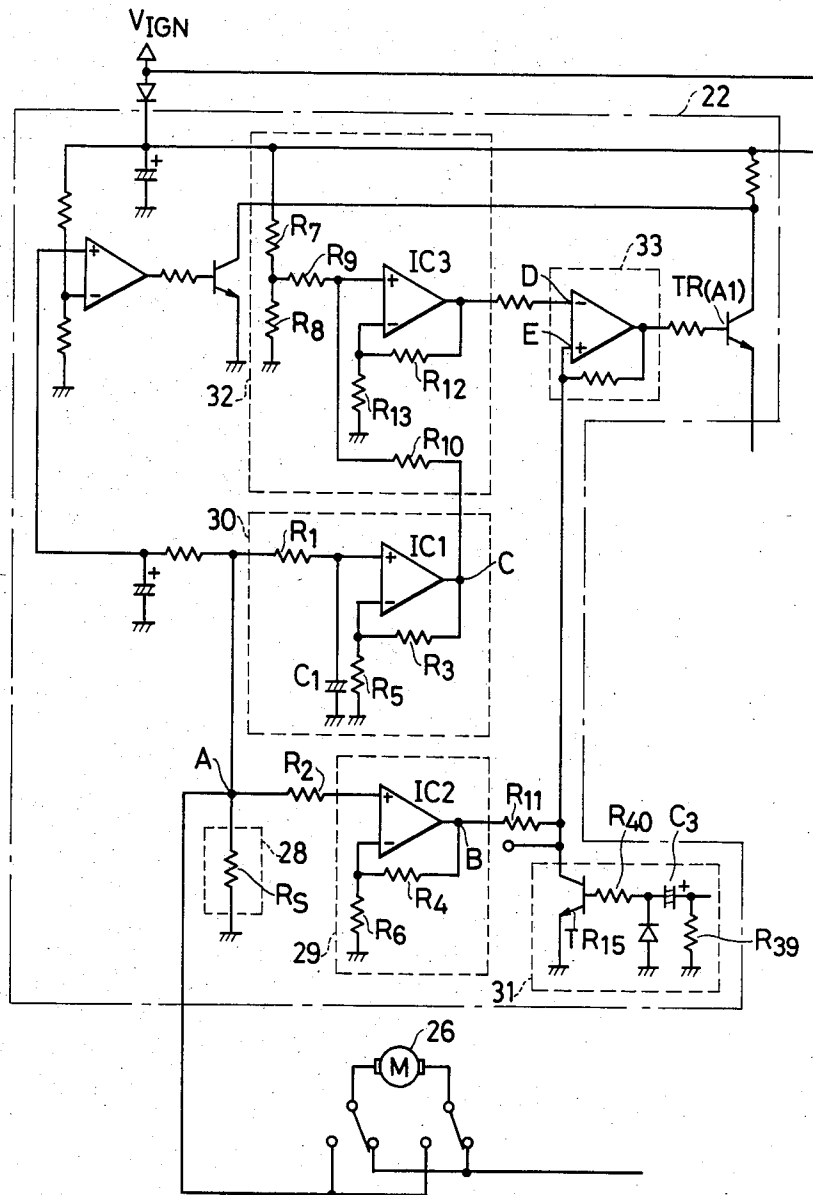 VIGN
22
+
R7
R9
IC3
33
+
-
R8
+
-
D
-
E
+
TR(A1)
R12
32
R13
R10
30
R1
IC1
+
-
C
+
R3
C1
R5
A
R2
IC2
+
-
R11
B
R40
C3
28
RS
R4
R6
+
TR15
R39
29
31
26
M